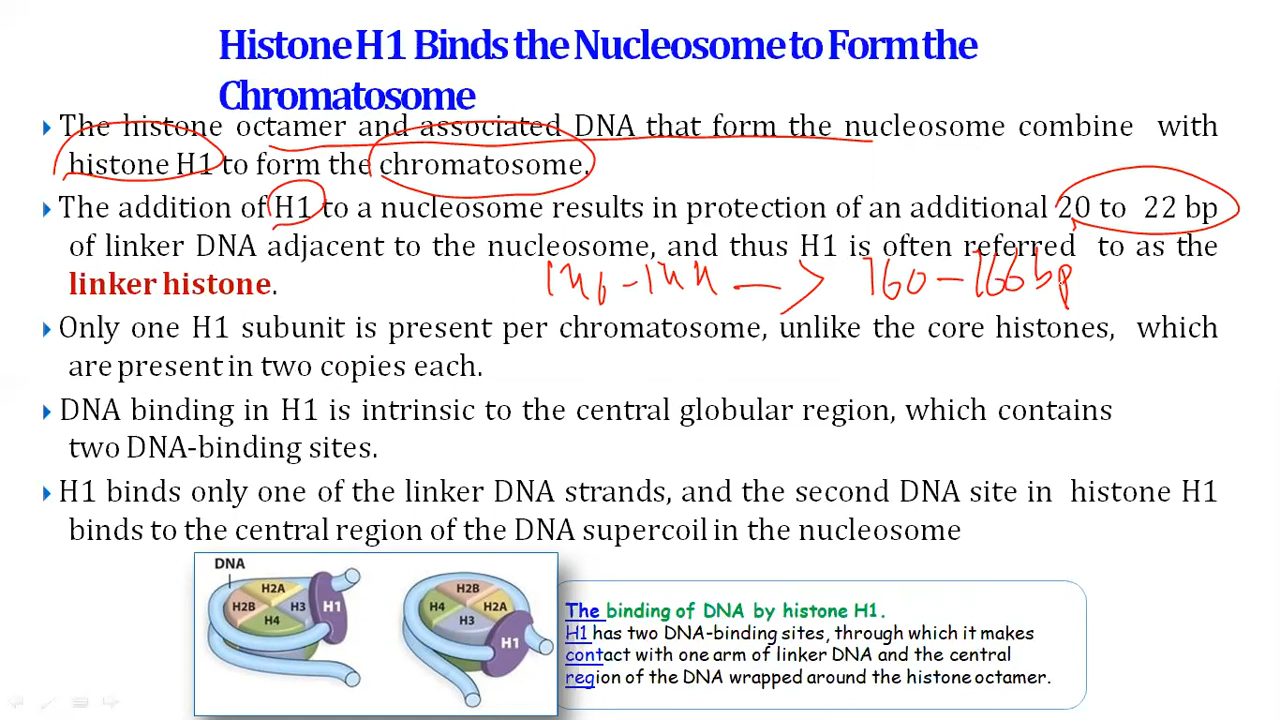 Histone H1 Binds the Nucleosome to Form the
Chromatosome
The histone octamer and associated DNA that form the nucleosome combine with
histone H1 to form the chromatosome.
The addition of H1 to a nucleosome results in protection of an additional 20 to 22 bp
of linker DNA adjacent to the nucleosome, and thus H1 is often referred to as the
linker histone.
160-166bp
Only one H1 subunit is present per chromatosome, unlike the core histones, which
are present in two copies each.
DNA binding in H1 is intrinsic to the central globular region, which contains
two DNA-binding sites.
H1 binds only one of the linker DNA strands, and the second DNA site in histone H1
binds to the central region of the DNA supercoil in the nucleosome
DNA
H2A
H2B
H3
H4
H1
H2B
H4
H2A
H3
H1
The binding of DNA by histone H1.
H1 has two DNA-binding sites, through which it makes
contact with one arm of linker DNA and the central
region of the DNA wrapped around the histone octamer.